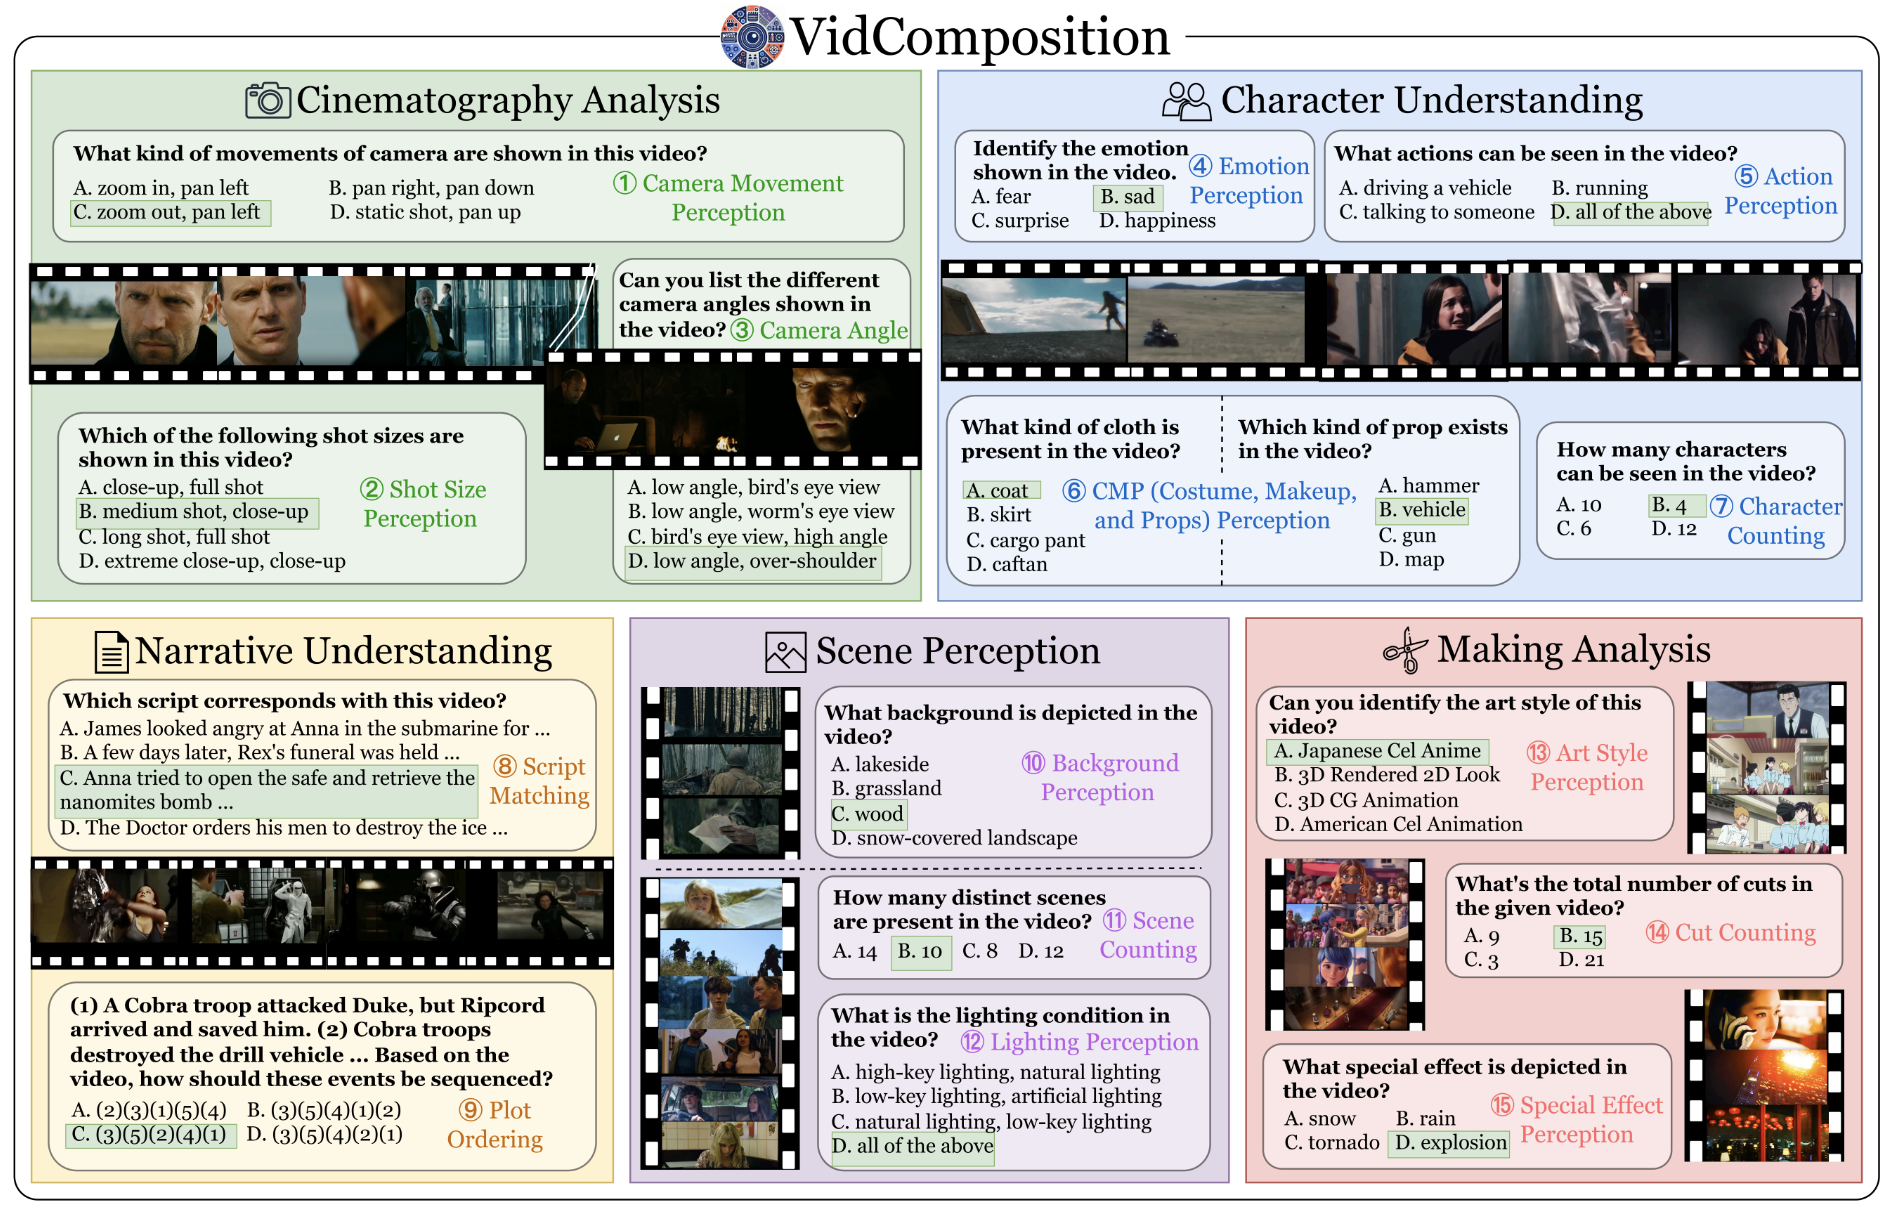 VidComposition
Cinematography Analysis
What kind of movements of camera are shown in this video?
A. zoom in, pan left
B. pan right, pan down
C. zoom out, pan left
D. static shot, pan up
① Camera Movement
Perception
Can you list the different
camera angles shown in
the video? ③ Camera Angle
A. low angle, bird's eye view
B. low angle, worm's eye view
C. bird's eye view, high angle
D. low angle, over-shoulder
Which of the following shot sizes are
shown in this video?
A. close-up, full shot
B. medium shot, close-up
C. long shot, full shot
D. extreme close-up, close-up
② Shot Size
Perception
Character Understanding
Identify the emotion
shown in the video.
A. fear
B. sad
C. surprise
D. happiness
④ Emotion
Perception
What actions can be seen in the video?
A. driving a vehicle
B. running
C. talking to someone
D. all of the above
⑤ Action
Perception
What kind of cloth is
present in the video?
A. coat
B. skirt
C. cargo pant
D. caftan
⑥ CMP (Costume, Makeup,
and Props) Perception
Which kind of prop exists
in the video?
A. hammer
B. vehicle
C. gun
D. map
How many characters
can be seen in the video?
A. 10
B. 4
C. 6
D. 12
⑦ Character
Counting
Narrative Understanding
Which script corresponds with this video?
A. James looked angry at Anna in the submarine for ...
B. A few days later, Rex's funeral was held ...
C. Anna tried to open the safe and retrieve the
nanomites bomb ...
D. The Doctor orders his men to destroy the ice ...
⑧ Script
Matching
(1) A Cobra troop attacked Duke, but Ripcord
arrived and saved him. (2) Cobra troops
destroyed the drill vehicle ... Based on the
video, how should these events be sequenced?
A. (2)(3)(1)(5)(4)
B. (3)(5)(4)(1)(2)
C. (3)(5)(2)(4)(1)
D. (3)(5)(4)(2)(1)
⑨ Plot
Ordering
Scene Perception
What background is depicted in the
video?
A. lakeside
B. grassland
C. wood
D. snow-covered landscape
⑩ Background
Perception
How many distinct scenes
are present in the video?
A. 14 B. 10 C. 8 D. 12
⑪ Scene
Counting
What is the lighting condition in
the video? ⑫ Lighting Perception
A. high-key lighting, natural lighting
B. low-key lighting, artificial lighting
C. natural lighting, low-key lighting
D. all of the above
Making Analysis
Can you identify the art style of this
video?
A. Japanese Cel Anime
B. 3D Rendered 2D Look
C. 3D CG Animation
D. American Cel Animation
⑬ Art Style
Perception
What's the total number of cuts in
the given video?
A. 9
B. 15
C. 3
D. 21
⑭ Cut Counting
What special effect is depicted in
the video?
A. snow
B. rain
C. tornado
D. explosion
⑮ Special Effect
Perception